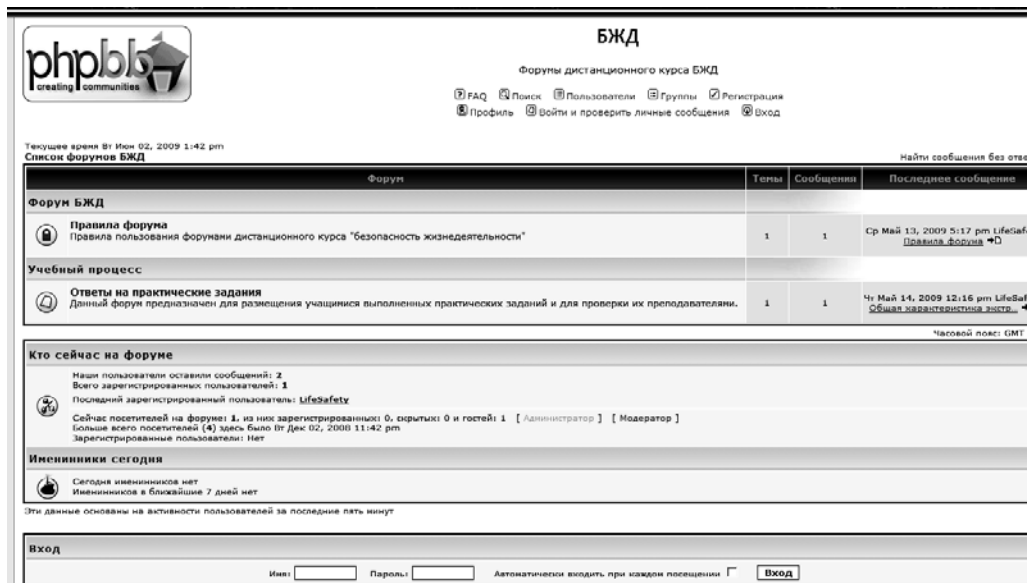 phpbb
creating communities
БЖД
Форумы дистанционного курса БЖД
FAQ Поиск Пользователи Группы Регистрация
Профиль Войти и проверить личные сообщения Вход
Текущее время Вт Июн 02, 2009 1:42 pm
Список форумов БЖД
Найти сообщения без
Форум Темы Сообщения Последнее сообщение
Форум БЖД
Правила форума
Правила пользования форумами дистанционного курса "безопасность жизнедеятельности"
1 1
Ср Май 13, 2009 5:17 pm
Правила форума
Учебный процесс
Ответы на практические задания
Данный форум предназначен для размещения учащимися выполненных практических заданий и для проверки их преподавателями.
1 1
Чт Май 14, 2009 12:16 pm
Общая характеристика экстр...
Часовой пояс: GMT
Кто сейчас на форуме
Наши пользователи оставили сообщений: 2
Всего зарегистрированных пользователей: 1
Последний зарегистрированный пользователь: LifeSafety
Сейчас посетителей на форуме: 1, из них зарегистрированных: 0, скрытых: 0 и гостей: 1 [ Администратор ] [ Модератор ]
Больше всего посетителей (4) здесь было Вт Дек 02, 2008 11:42 pm
Зарегистрированные пользователи: Нет
Именинники сегодня
Сегодня именинников нет
Именинников в ближайшие 7 дней нет
Эти данные основаны на активности пользователей за последние пять минут
Вход
Имя: Пароль: Автоматически входить при каждом посещении Вход